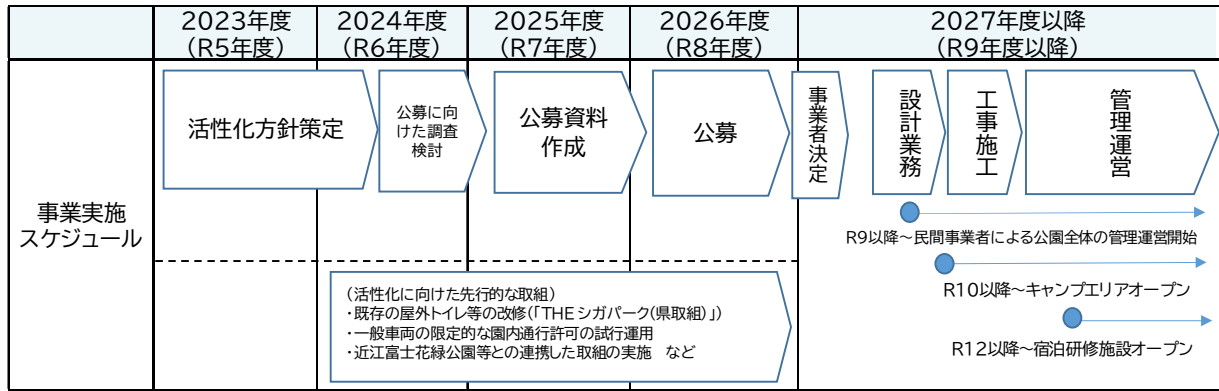 2023年度
(R5年度)
2024年度
(R6年度)
2025年度
(R7年度)
2026年度
(R8年度)
2027年度以降
(R9年度以降)
事業実施
スケジュール
活性化方針策定
公募に向
けた調査
検討
公募資料
作成
公募
事業者決定
設計業務
工事施工
管理運営
R9以降~民間事業者による公園全体の管理運営開始
R10以降~キャンプエリアオープン
R12以降~宿泊研修施設オープン
(活性化に向けた先行的な取組)
・既存の屋外トイレ等の改修(「THE シガパーク(県取組)」)
・一般車両の限定的な園内通行許可の試行運用
・近江富士花緑公園等との連携した取組の実施 など